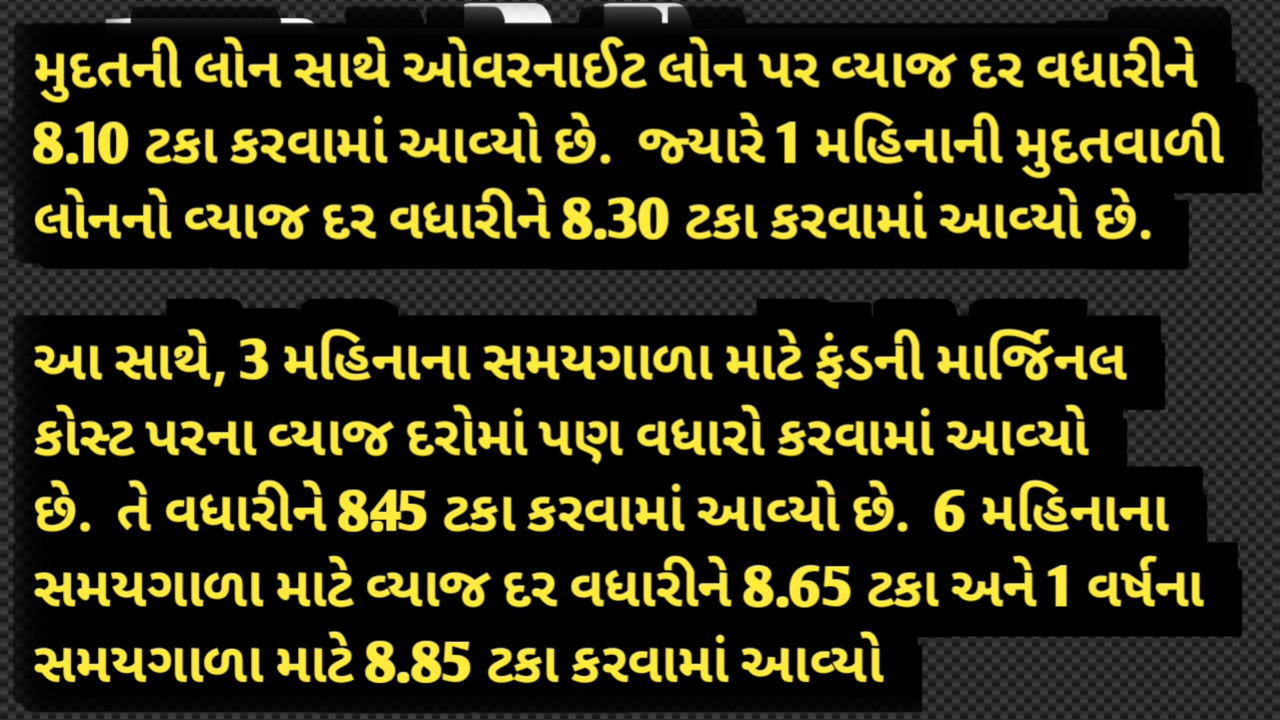 મુદતની લોન સાથે ઓવરનાઈટ લોન પર વ્યાજ દર વધારીને
8.10 ટકા કરવામાં આવ્યો છે. જ્યારે 1 મહિનાની મુદતવાળી
લોનનો વ્યાજ દર વધારીને 8.30 ટકા કરવામાં આવ્યો છે.
આ સાથે, 3 મહિનાના સમયગાળા માટે ફંડની માર્જિનલ
કોસ્ટ પરના વ્યાજ દરોમાં પણ વધારો કરવામાં આવ્યો
છે. તે વધારીને 8.45 ટકા કરવામાં આવ્યો છે. 6 મહિનાના
સમયગાળા માટે વ્યાજ દર વધારીને 8.65 ટકા અને 1 વર્ષના
સમયગાળા માટે 8.85 ટકા કરવામાં આવ્યો